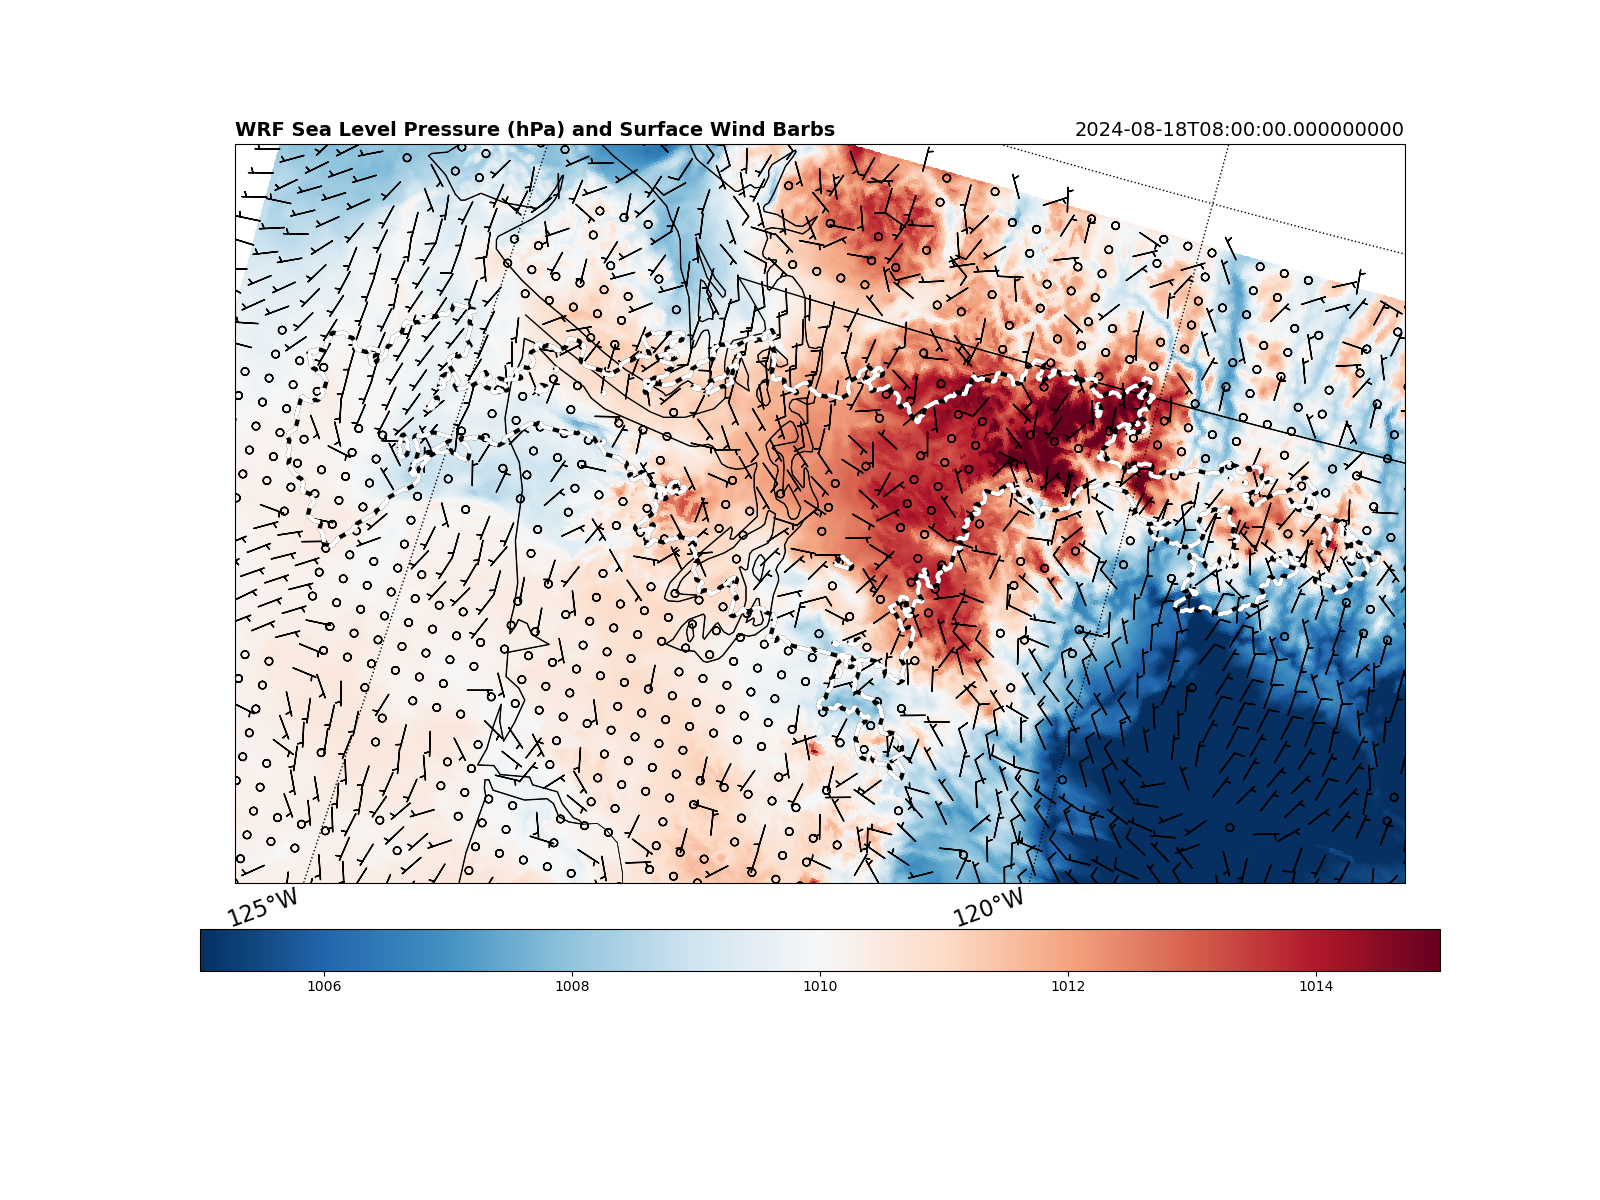 WRF Sea Level Pressure (hPa) and Surface Wind Barbs
2024-08-18T08:00:00.000000000
125°W
120°W
1006
1008
1010
1012
1014